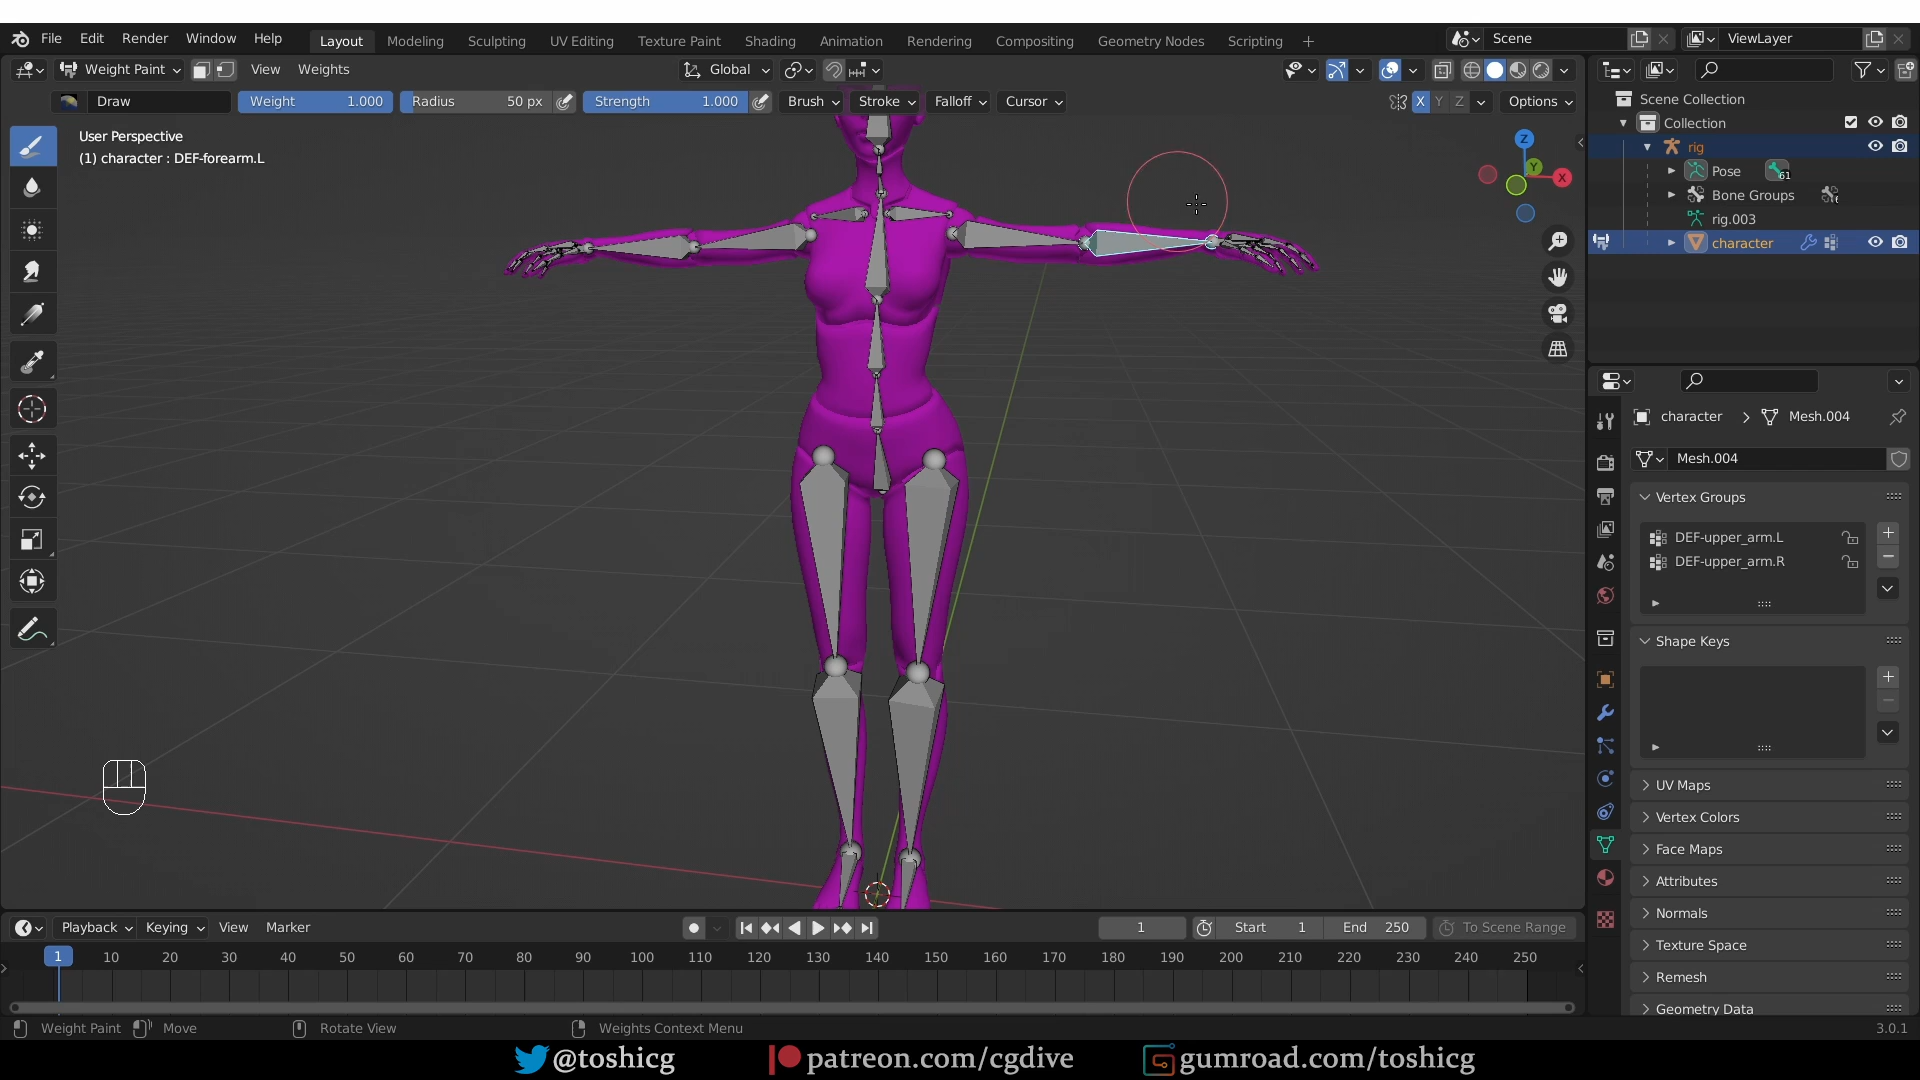 File Edit Render Window Help Layout Modeling Sculpting UV Editing Texture Paint Shading Animation Rendering Compositing Geometry Nodes Scripting + Scene ViewLayer
Weight Paint View Weights Global
Draw Weight 1.000 Radius 50 px Strength 1.000 Brush Stroke Falloff Cursor X Y Z Options
User Perspective
(1) character : DEF-forearm.L
Z
Y
X
Scene Collection
Collection
rig
Pose 61
Bone Groups 6
rig.003
character
character > Mesh.004
Mesh.004
Vertex Groups
DEF-upper_arm.L
DEF-upper_arm.R
Shape Keys
UV Maps
Vertex Colors
Face Maps
Attributes
Normals
Texture Space
Remesh
Geometry Data
Playback Keying View Marker 1 Start 1 End 250 To Scene Range
1 10 20 30 40 50 60 70 80 90 100 110 120 130 140 150 160 170 180 190 200 210 220 230 240 250
Weight Paint Move Rotate View Weights Context Menu 3.0.1
@toshicg patreon.com/cgdive gumroad.com/toshicg